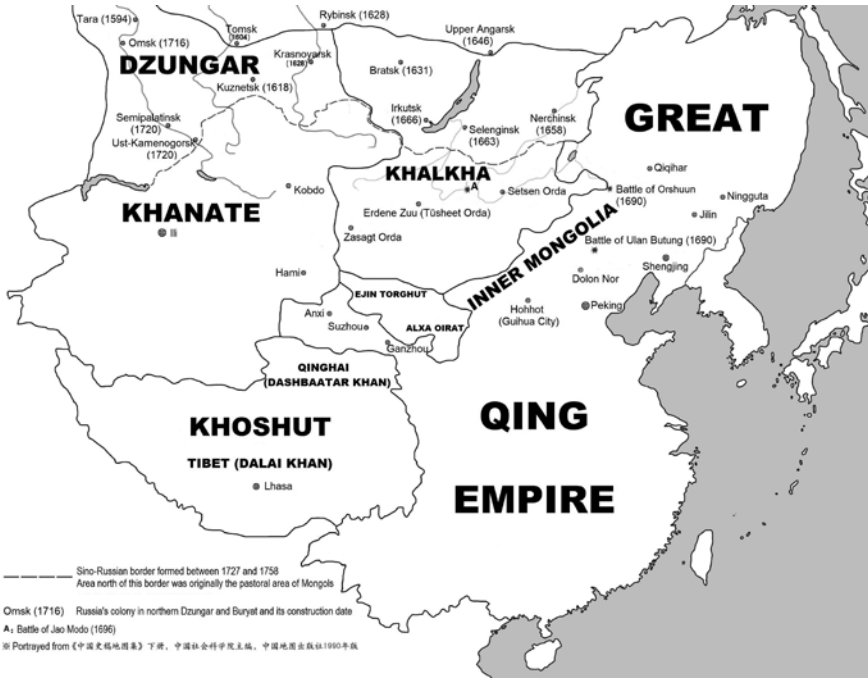 Tara (1594)
Rybinsk (1628)
Tomsk
(1604)
Upper Angarsk
(1646)
Omsk (1716)
DZUNGAR
Krasnoyarsk
(1628)
Bratsk (1631)
Kuznetsk (1618)
GREAT
Semipalatinsk
(1720)
Irkutsk
(1666)
Nerchinsk
(1658)
Selenginsk
(1663)
Ust-Kamenogorsk
(1720)
KHALKHA
Qiqihar
Kobdo
A
Setsen Orda
Battle of Orshuun
(1690)
Ningguta
KHANATE
Erdene Zuu (Tüsheet Orda)
Jilin
Ili
Zasagt Orda
INNER MONGOLIA
Battle of Ulan Butung (1690)
Shengjing
Hami
Dolon Nor
EJIN TORGHUT
Hohhot
(Guihua City)
Peking
Anxi
Suzhou
ALXA OIRAT
Ganzhou
QINGHAI
(DASHBAATAR KHAN)
KHOSHUT
QING
TIBET (DALAI KHAN)
Lhasa
EMPIRE
Sino-Russian border formed between 1727 and 1758
Area north of this border was originally the pastoral area of Mongols
Omsk (1716) Russia's colony in northern Dzungar and Buryat and its construction date
A: Battle of Jao Modo (1696)
※ Portrayed from《中国史稿地图集》下册，中国社会科学院主编，中国地图出版社1990年版